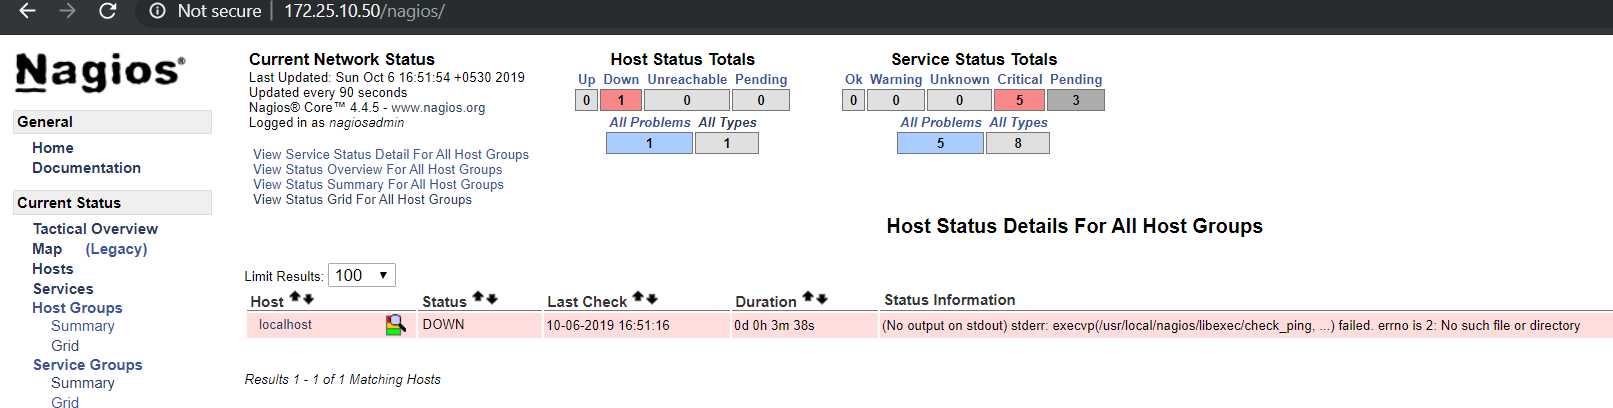 Not secure | 172.25.10.50/nagios/
Nagios®
General
Home
Documentation
Current Status
Tactical Overview
Map (Legacy)
Hosts
Services
Host Groups
Summary
Grid
Service Groups
Summary
Grid
Current Network Status
Last Updated: Sun Oct 6 16:51:54 +0530 2019
Updated every 90 seconds
Nagios® Core™ 4.4.5 - www.nagios.org
Logged in as nagiosadmin
View Service Status Detail For All Host Groups
View Status Overview For All Host Groups
View Status Summary For All Host Groups
View Status Grid For All Host Groups
Host Status Totals
Up Down Unreachable Pending
0 1 0 0
All Problems All Types
1 1
Service Status Totals
Ok Warning Unknown Critical Pending
0 0 0 5 3
All Problems All Types
5 8
Host Status Details For All Host Groups
Limit Results: 100
Host Status Last Check Duration Status Information
localhost DOWN 10-06-2019 16:51:16 0d 0h 3m 38s (No output on stdout) stderr: execvp(/usr/local/nagios/libexec/check_ping, ...) failed. errno is 2: No such file or directory
Results 1 - 1 of 1 Matching Hosts